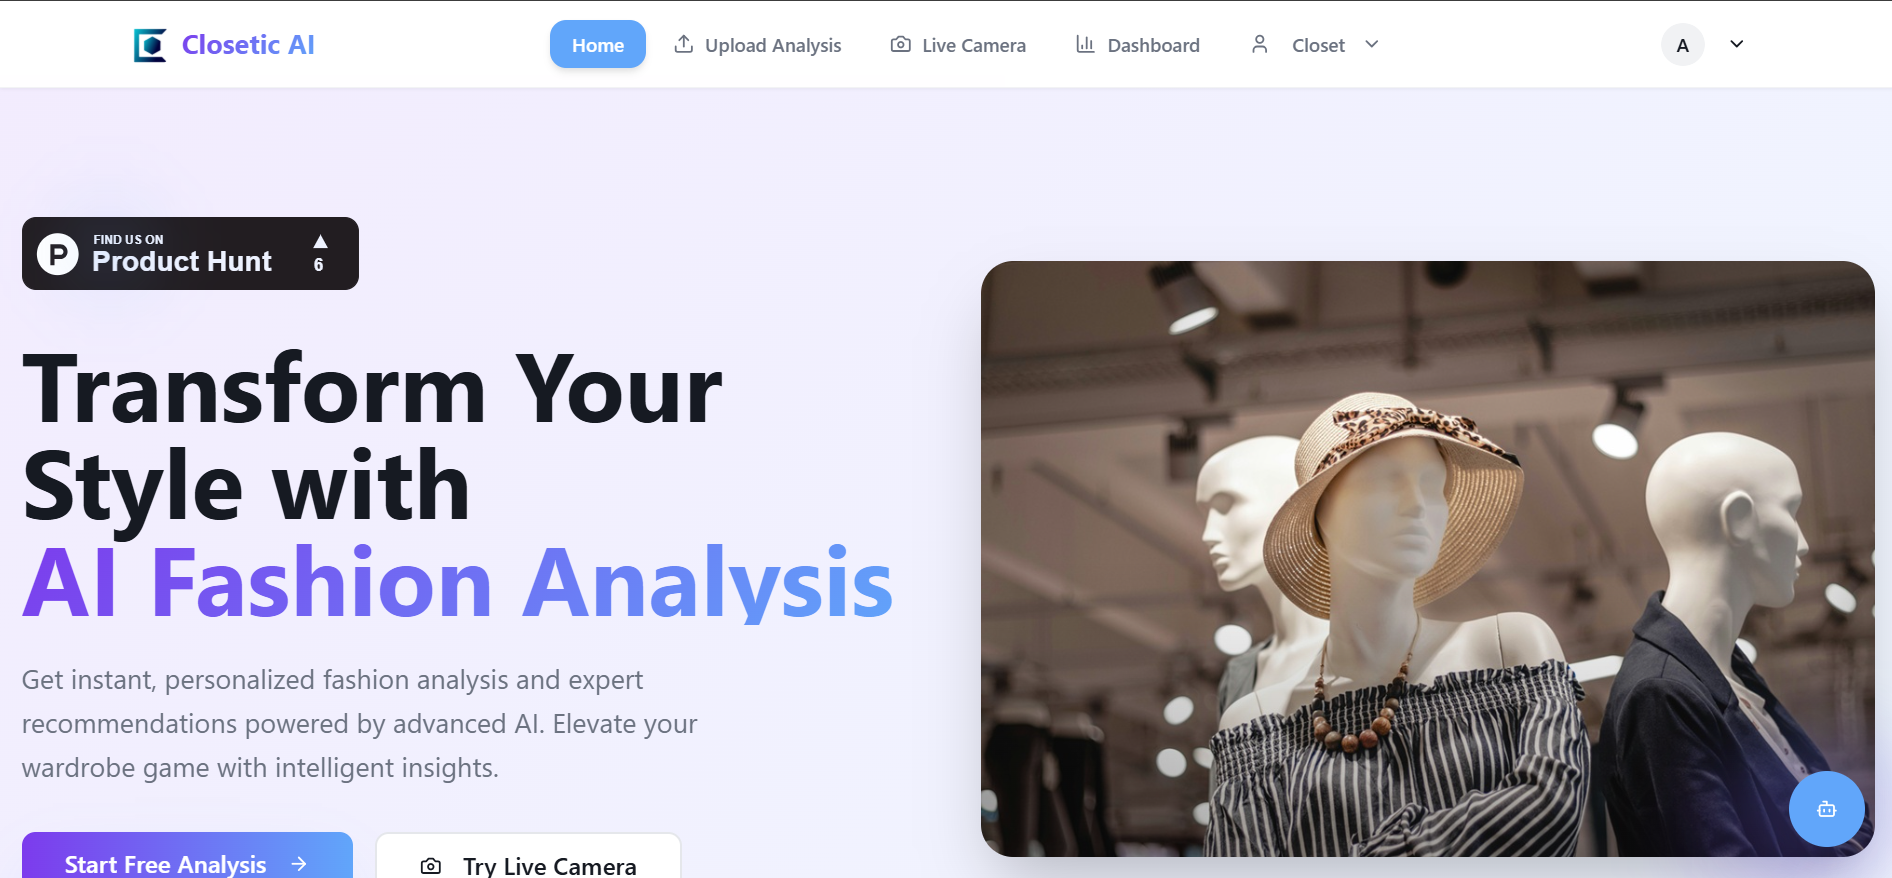 Closetic AI
Home
Upload Analysis
Live Camera
Dashboard
Closet
A
P
FIND US ON
Product Hunt
6
Transform Your
Style with
AI Fashion Analysis
Get instant, personalized fashion analysis and expert
recommendations powered by advanced AI. Elevate your
wardrobe game with intelligent insights.
Start Free Analysis
Try Live Camera